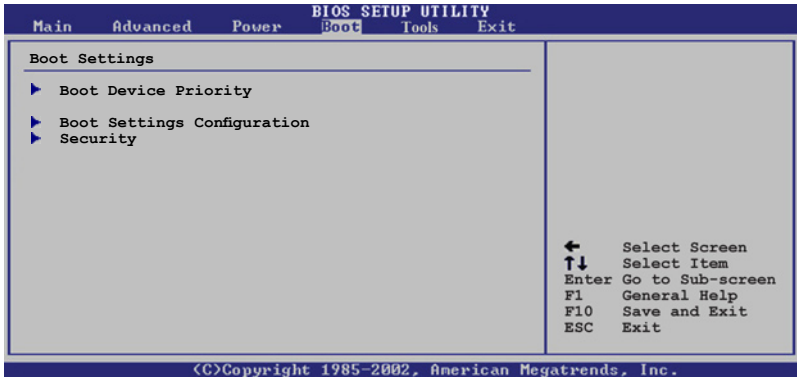 BIOS SETUP UTILITY
Main Advanced Power Boot Tools Exit
Boot Settings
Boot Device Priority
Boot Settings Configuration
Security
← Select Screen
↑↓ Select Item
Enter Go to Sub-screen
F1 General Help
F10 Save and Exit
ESC Exit
(C)Copyright 1985-2002, American Megatrends, Inc.